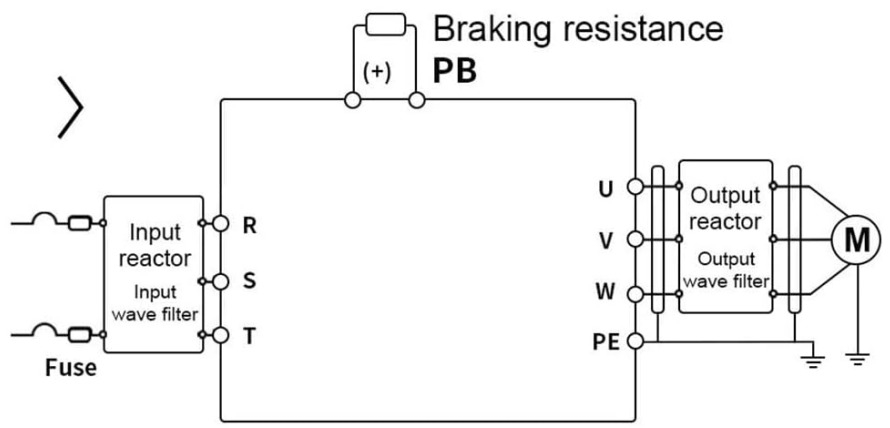 Braking resistance
(+) PB
Input
reactor
Input
wave filter
Fuse
R
S
T
U
V
W
PE
Output
reactor
Output
wave filter
M